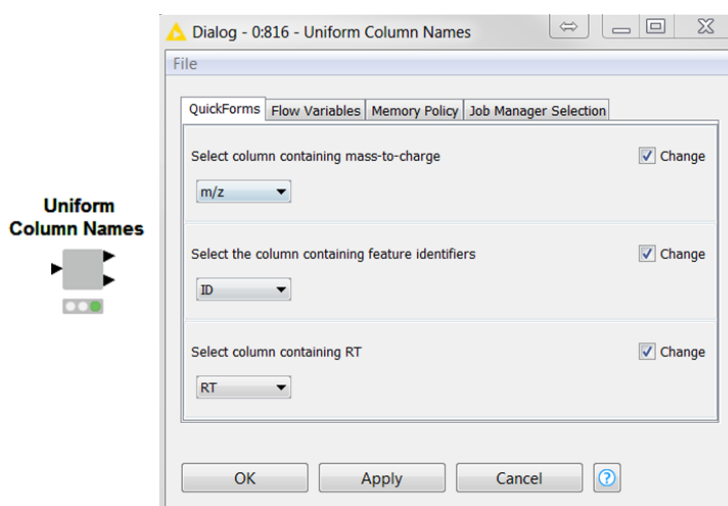 Dialog - 0:816 - Uniform Column Names
File
QuickForms Flow Variables Memory Policy Job Manager Selection
Select column containing mass-to-charge Change
m/z
Uniform
Column Names
Select the column containing feature identifiers Change
ID
Select column containing RT Change
RT
OK Apply Cancel ?